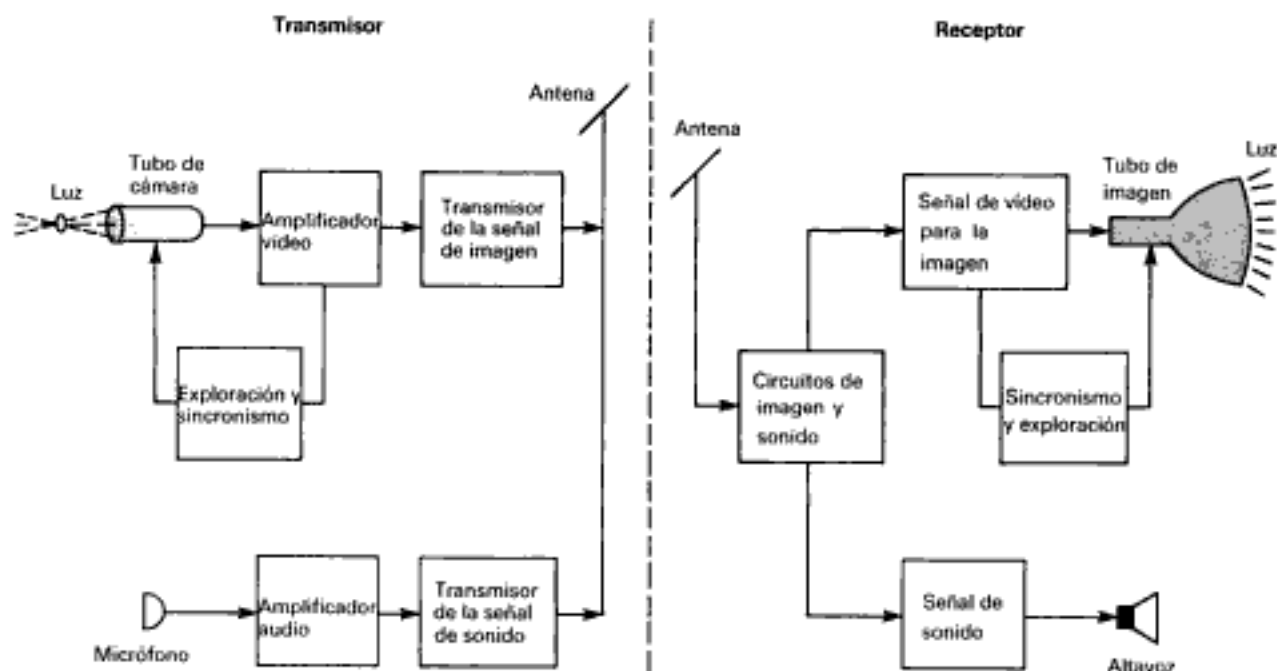 Transmisor
Antena
Luz
Tubo de
cámara
Amplificador
vídeo
Transmisor
de la señal
de imagen
Exploración y
sincronismo
Micrófono
Amplificador
audio
Transmisor
de la señal
de sonido
Receptor
Antena
Circuitos de
imagen y
sonido
Señal de vídeo
para la
imagen
Tubo de
imagen
Luz
Sincronismo
y exploración
Señal de
sonido
Altavoz